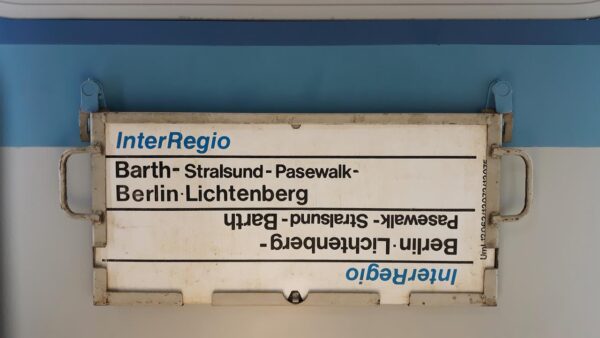 InterRegio
Barth- Stralsund - Pasewalk-
Berlin-Lichtenberg
InterRegio
Berlin-Lichtenberg-
Pasewalk- Stralsund - Barth